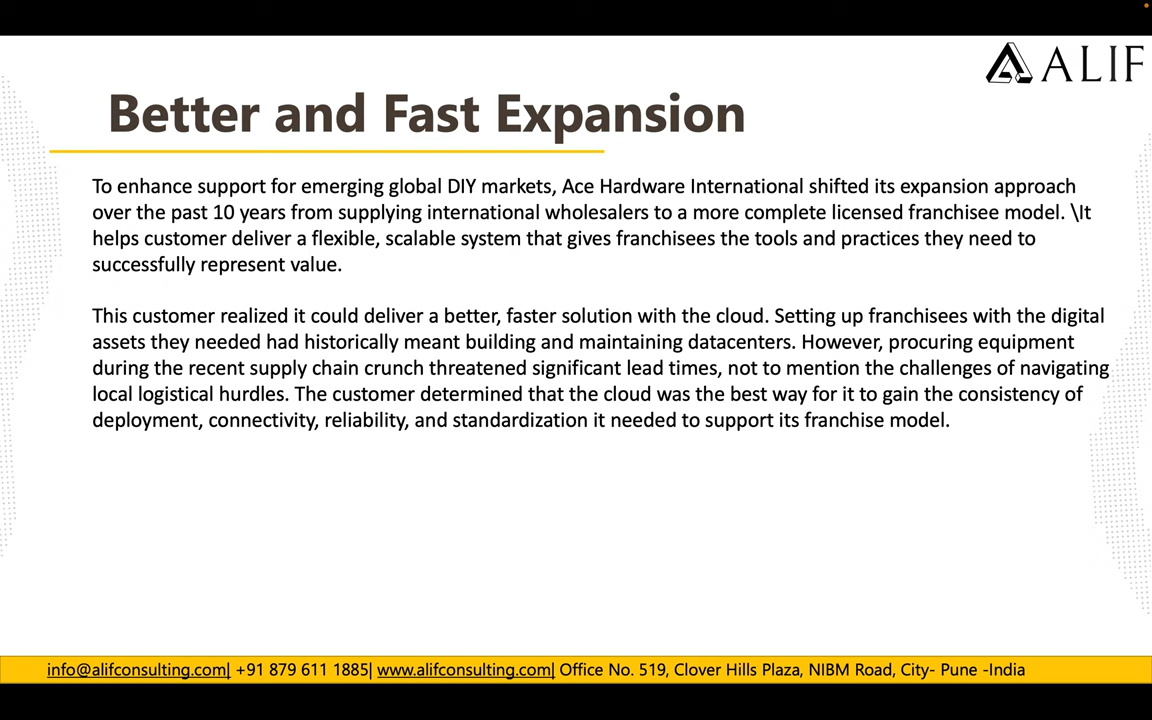 ALIF
Better and Fast Expansion
To enhance support for emerging global DIY markets, Ace Hardware International shifted its expansion approach
over the past 10 years from supplying international wholesalers to a more complete licensed franchisee model. \It
helps customer deliver a flexible, scalable system that gives franchisees the tools and practices they need to
successfully represent value.
This customer realized it could deliver a better, faster solution with the cloud. Setting up franchisees with the digital
assets they needed had historically meant building and maintaining datacenters. However, procuring equipment
during the recent supply chain crunch threatened significant lead times, not to mention the challenges of navigating
local logistical hurdles. The customer determined that the cloud was the best way for it to gain the consistency of
deployment, connectivity, reliability, and standardization it needed to support its franchise model.
info@alifconsulting.com| +91 879 611 1885| www.alifconsulting.com| Office No. 519, Clover Hills Plaza, NIBM Road, City- Pune -India